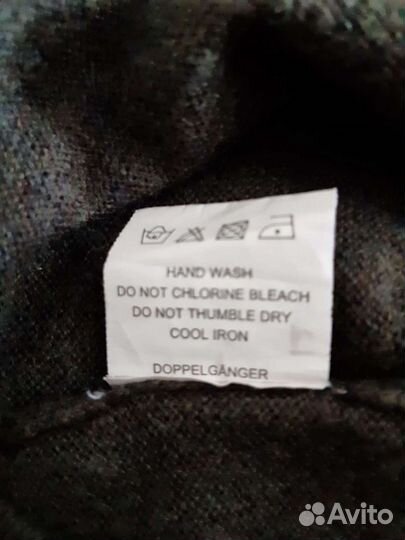 HAND WASH
DO NOT CHLORINE BLEACH
DO NOT THUMBLE DRY
COOL IRON
DOPPELGÄNGER
Avito